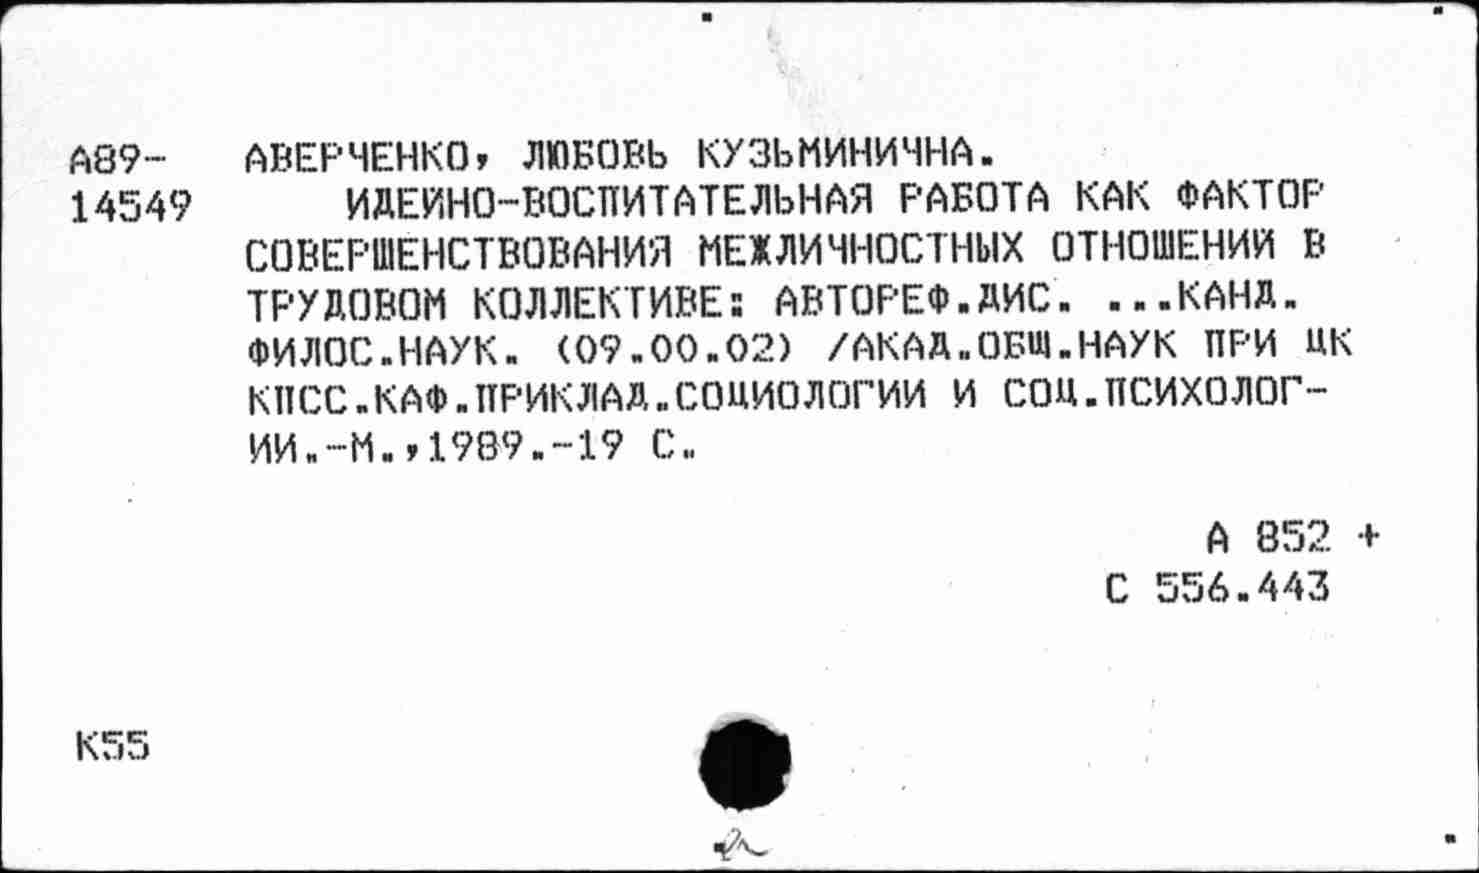 А89- АВЕРЧЕНКО, ЛЮБОВЬ КУЗЬМИНИЧНА.
14549 ИДЕЙНО-ВОСПИТАТЕЛЬНАЯ РАБОТА КАК ФАКТОР
СОВЕРШЕНСТВОВАНИЯ МЕЖЛИЧНОСТНЫХ ОТНОШЕНИЙ В
ТРУДОВОМ КОЛЛЕКТИВЕ: АВТОРЕФ.ДИС. ...КАНД.
ФИЛОС.НАУК. (09.00.02) /АКАД.ОБЩ.НАУК ПРИ ЦК
КПСС.КАФ.ПРИКЛАД.СОЦИОЛОГИИ И СОЦ.ПСИХОЛОГ-
ИИ.-М.,1989.-19 С.
А 852 +
С 556.443
К55